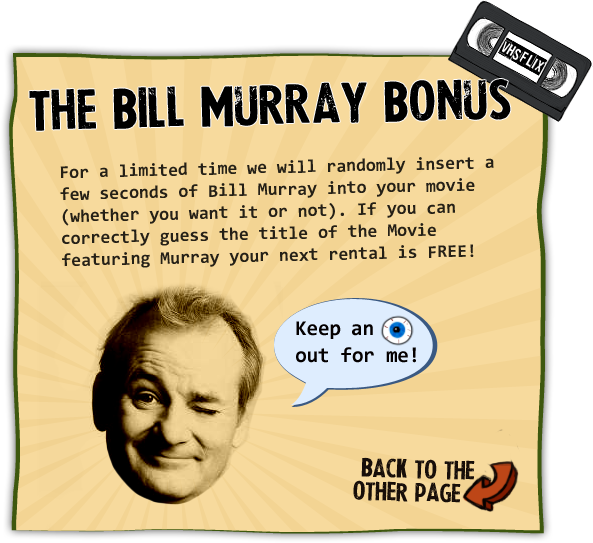 VHSFLIX
THE BILL MURRAY BONUS
For a limited time we will randomly insert a
few seconds of Bill Murray into your movie
(whether you want it or not). If you can
correctly guess the title of the Movie
featuring Murray your next rental is FREE!
Keep an
out for me!
BACK TO THE
OTHER PAGE